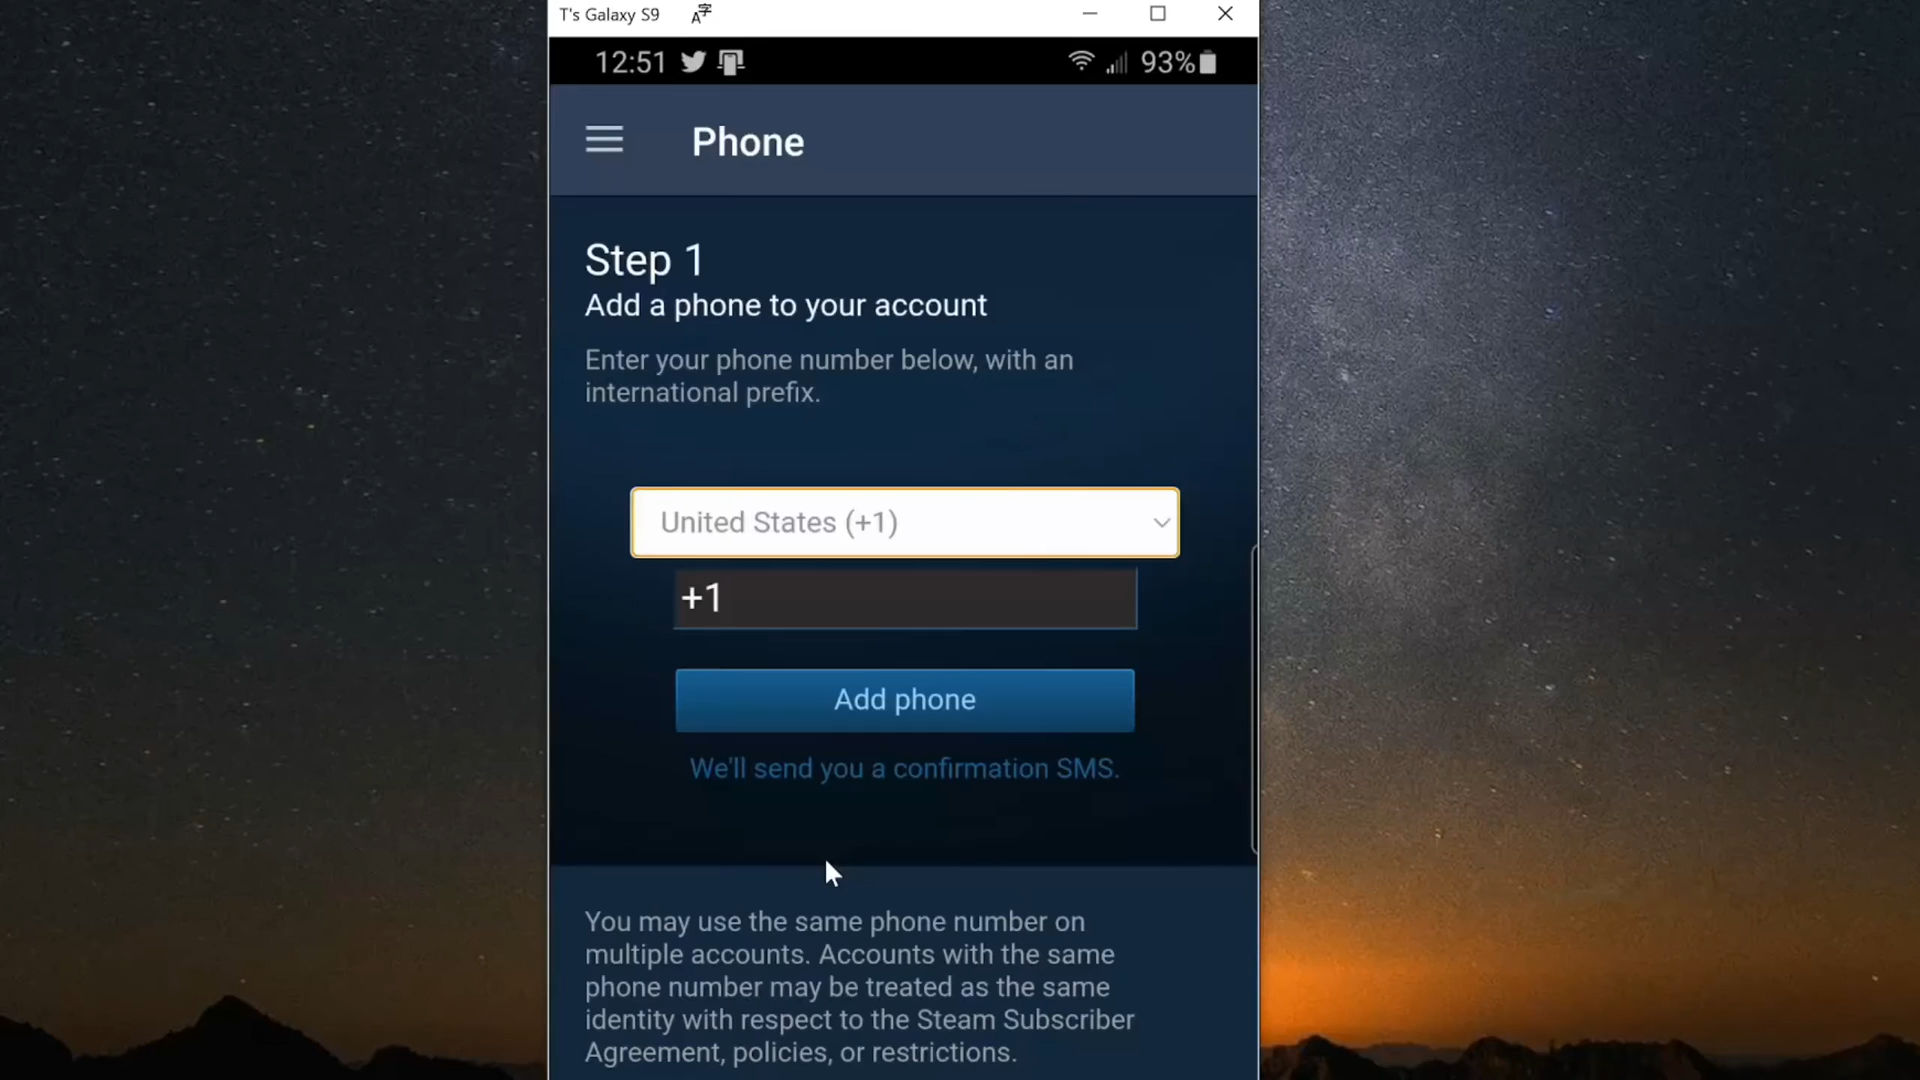 T's Galaxy S9
12:51 93%
Phone
Step 1
Add a phone to your account
Enter your phone number below, with an
international prefix.
United States (+1)
+1
Add phone
We'll send you a confirmation SMS.
You may use the same phone number on
multiple accounts. Accounts with the same
phone number may be treated as the same
identity with respect to the Steam Subscriber
Agreement, policies, or restrictions.